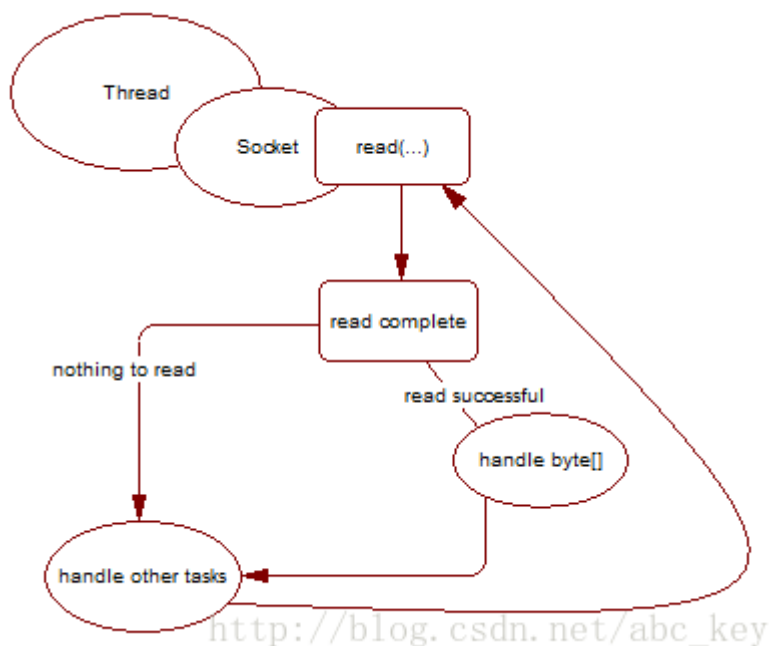 Thread
Socket
read(...)
read complete
nothing to read
read successful
handle byte[]
handle other tasks
http://blog.csdn.net/abc_key